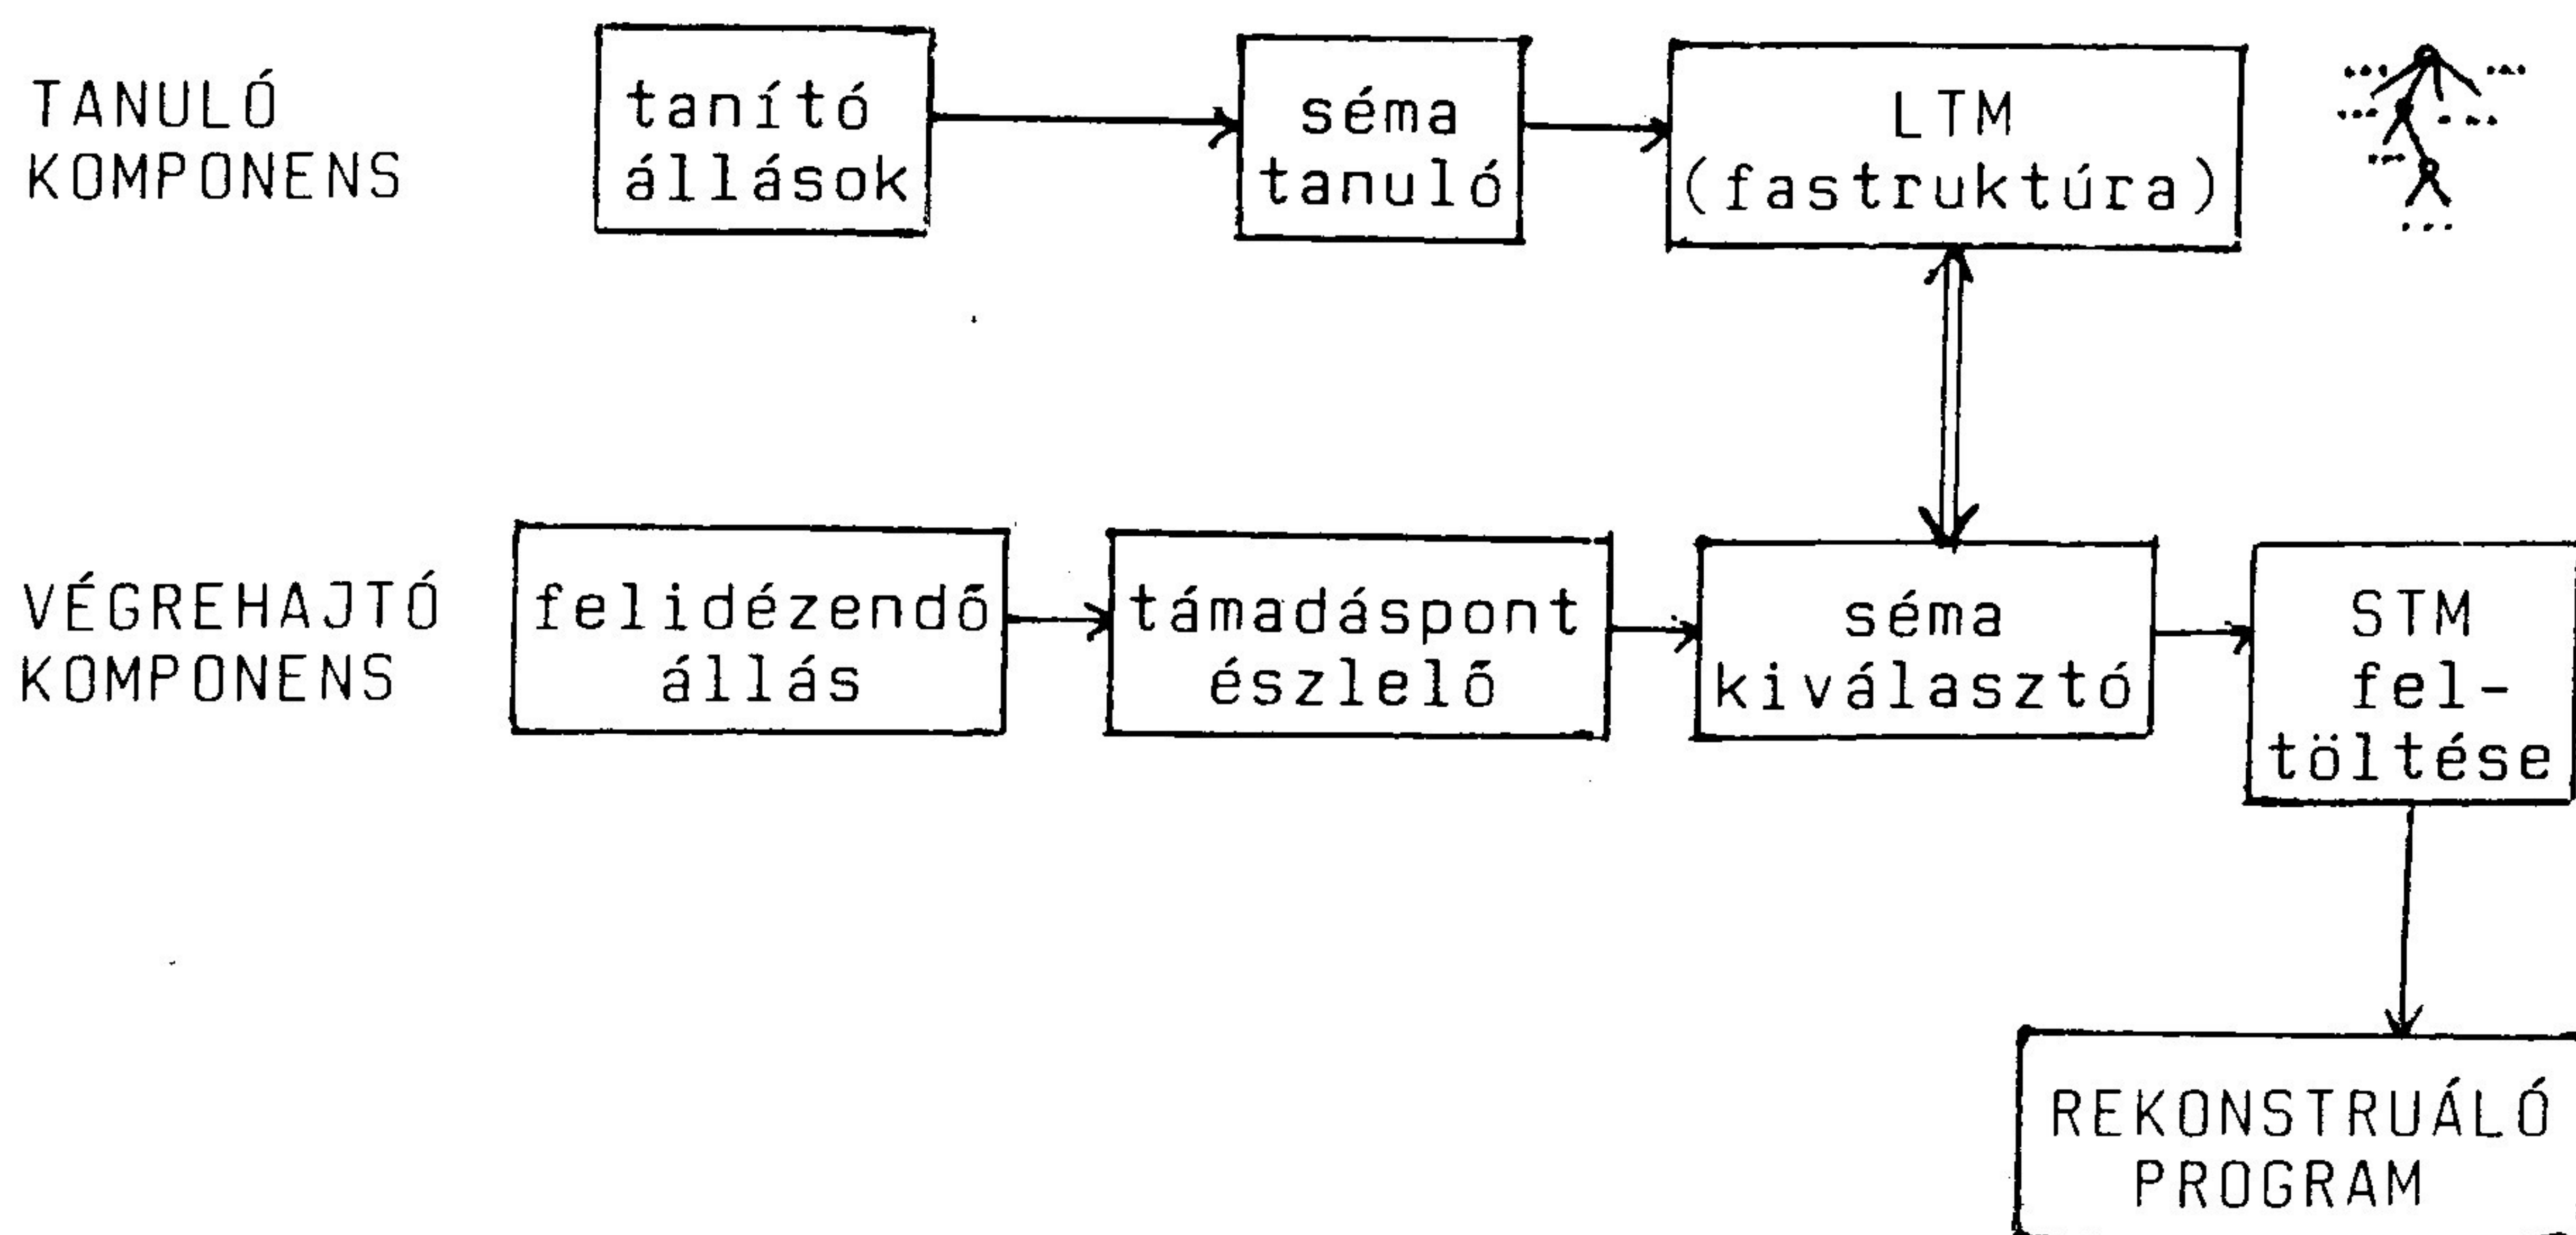 TANULÓ
KOMPONENS
tanító
állások
séma
tanuló
LTM
(fastruktúra)
VÉGREHAJTÓ
KOMPONENS
felidézendő
állás
támadáspont
észlelő
séma
kiválasztó
STM
fel-
töltése
REKONSTRUÁLÓ
PROGRAM